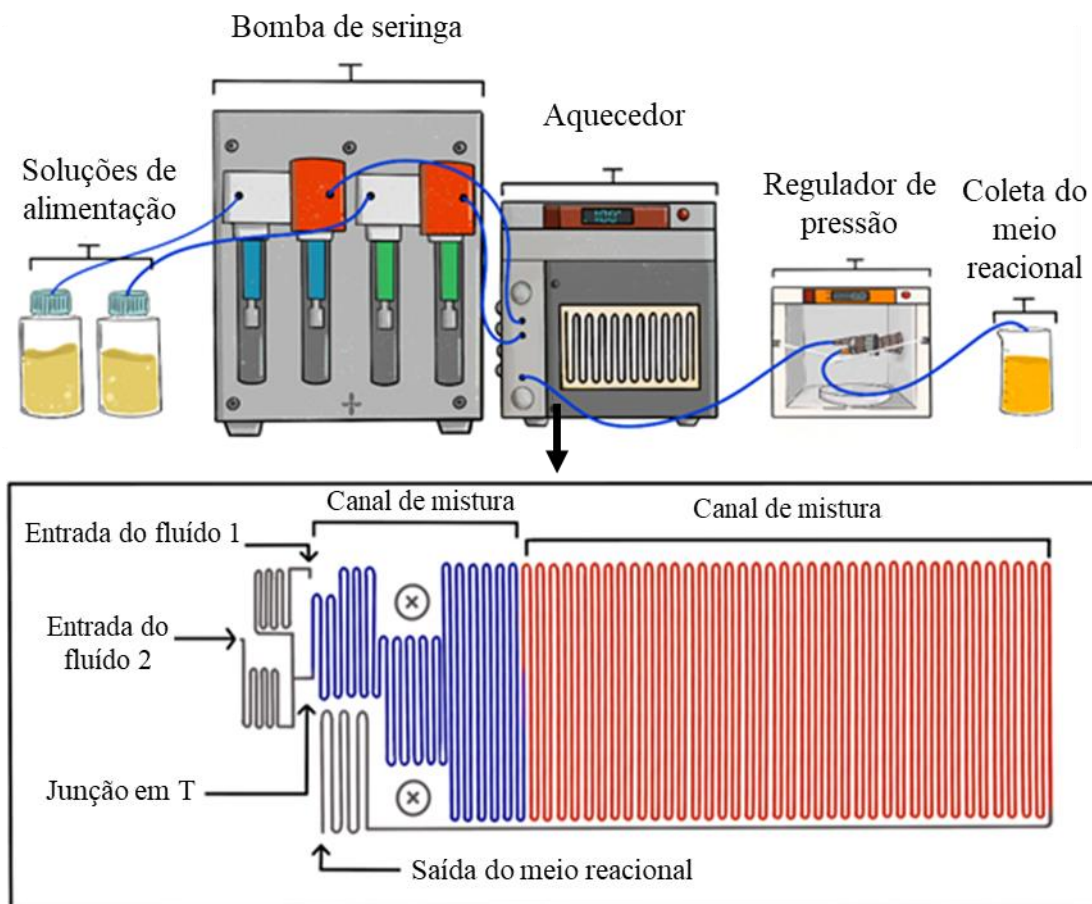 Bomba de seringa
Aquecedor
Soluções de
alimentação
Regulador de
pressão
Coleta do
meio
reacional
100°
Canal de mistura
Canal de mistura
Entrada do fluído 1
Entrada do
fluído 2
Junção em T
Saída do meio reacional